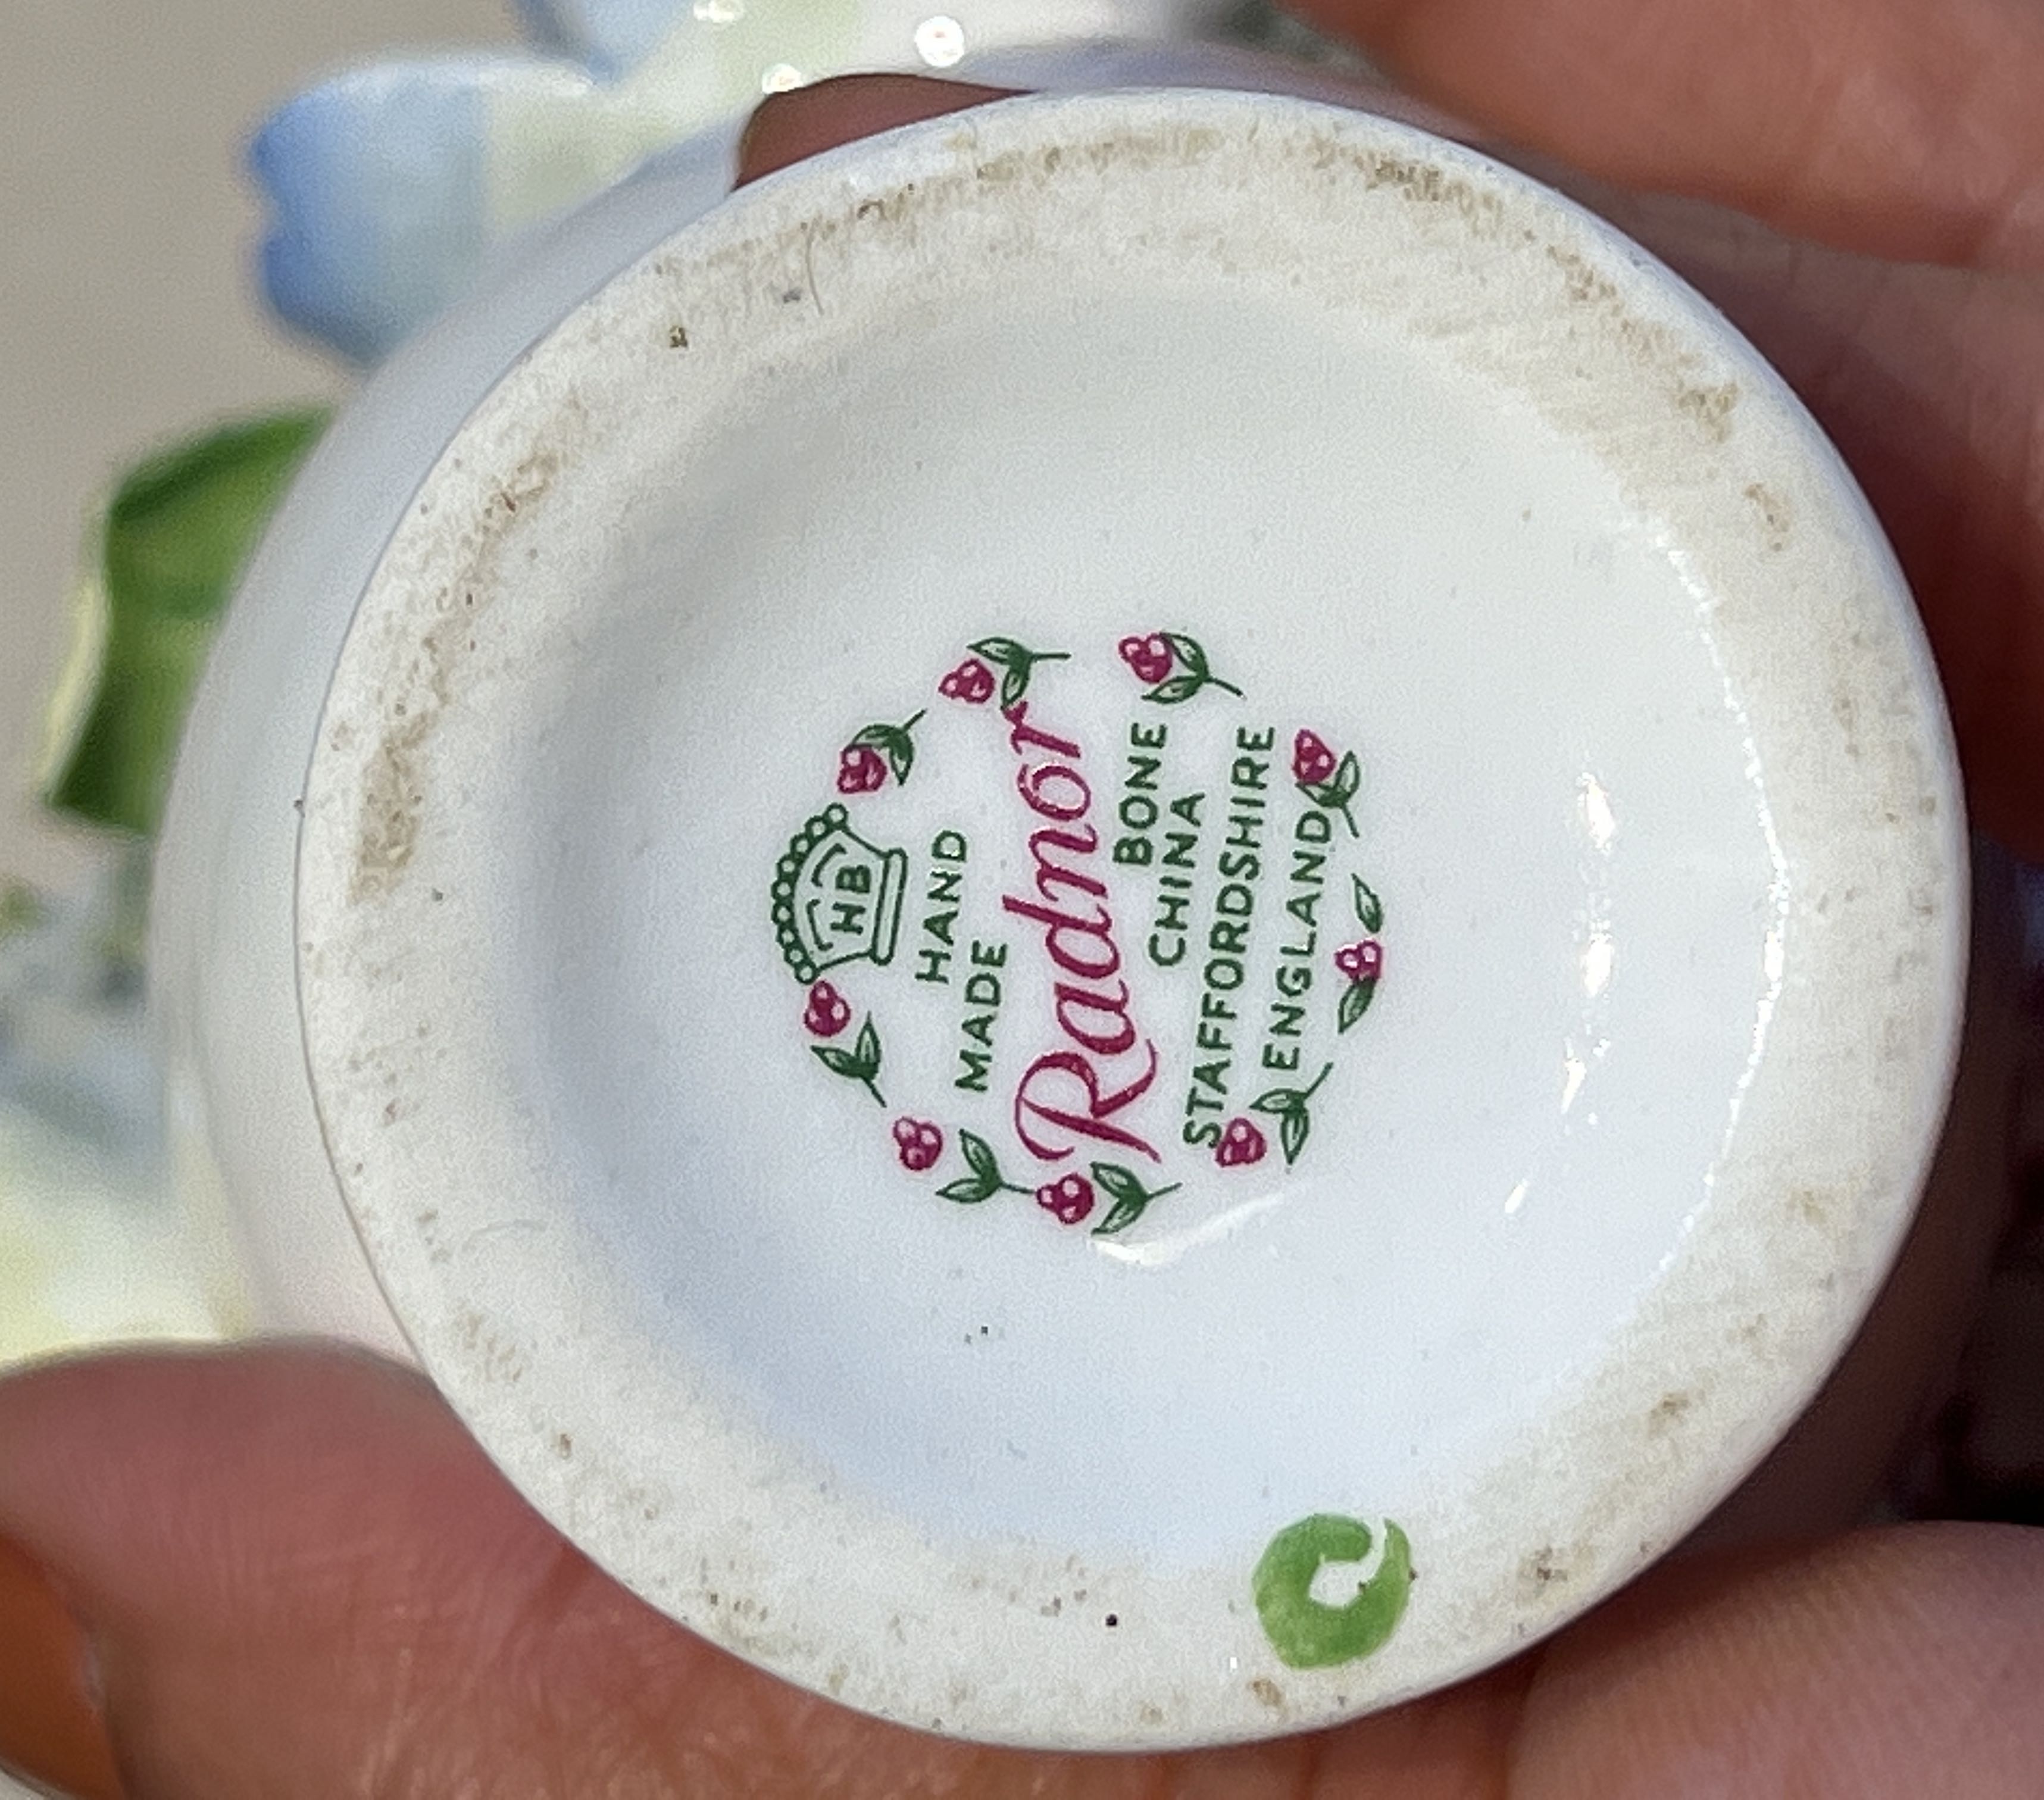 HB
HAND
MADE
Radnor
BONE
CHINA
STAFFORDSHIRE
ENGLAND